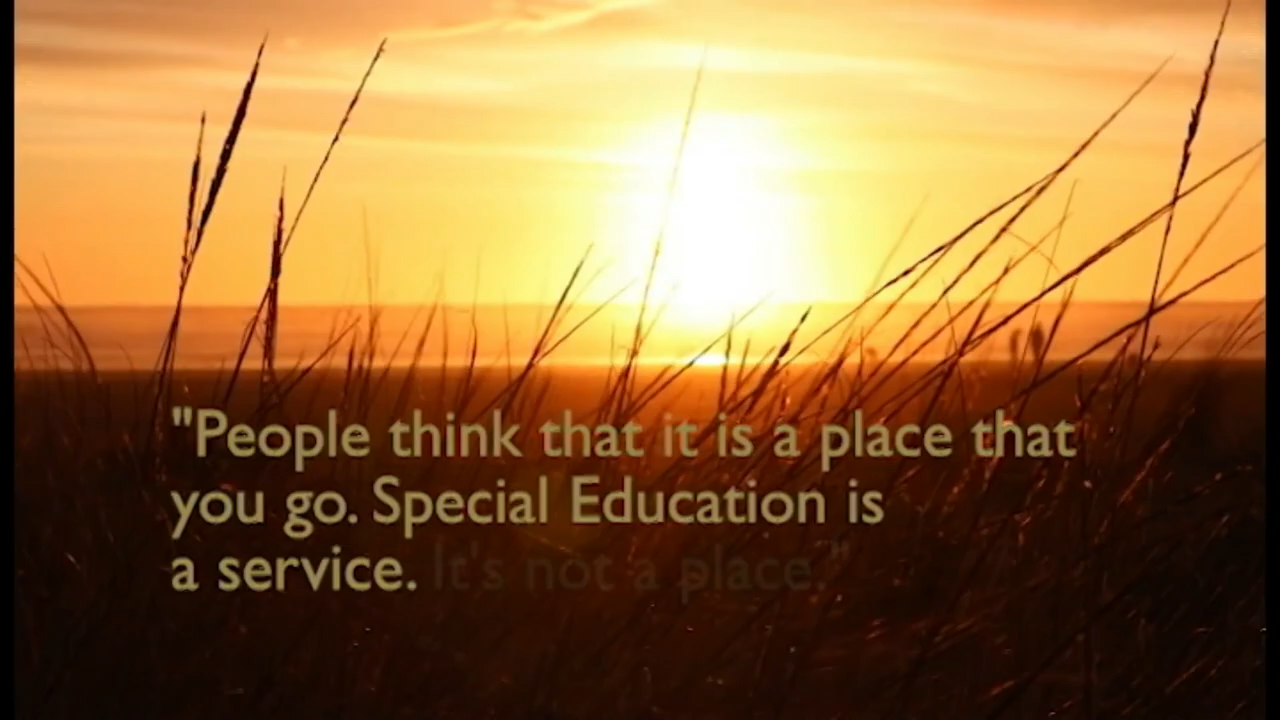 "People think that it is a place that
you go. Special Education is
a service. It's not a place."